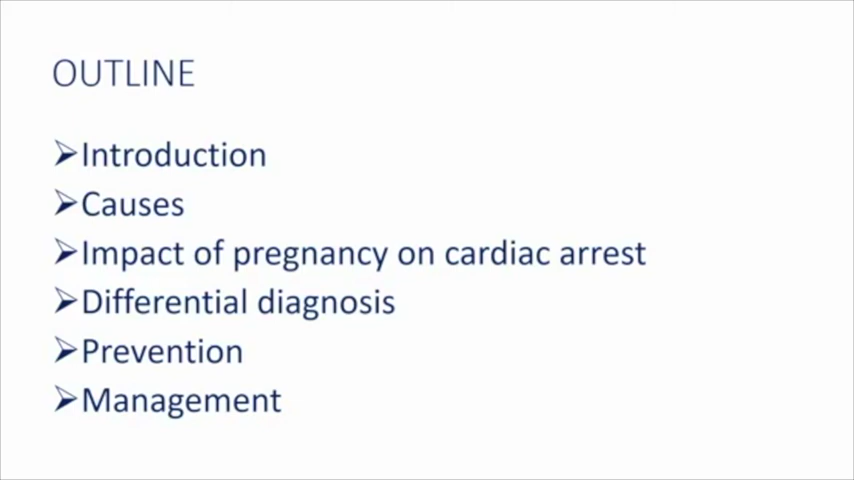 OUTLINE
➢Introduction
➢Causes
➢Impact of pregnancy on cardiac arrest
➢Differential diagnosis
➢Prevention
➢Management